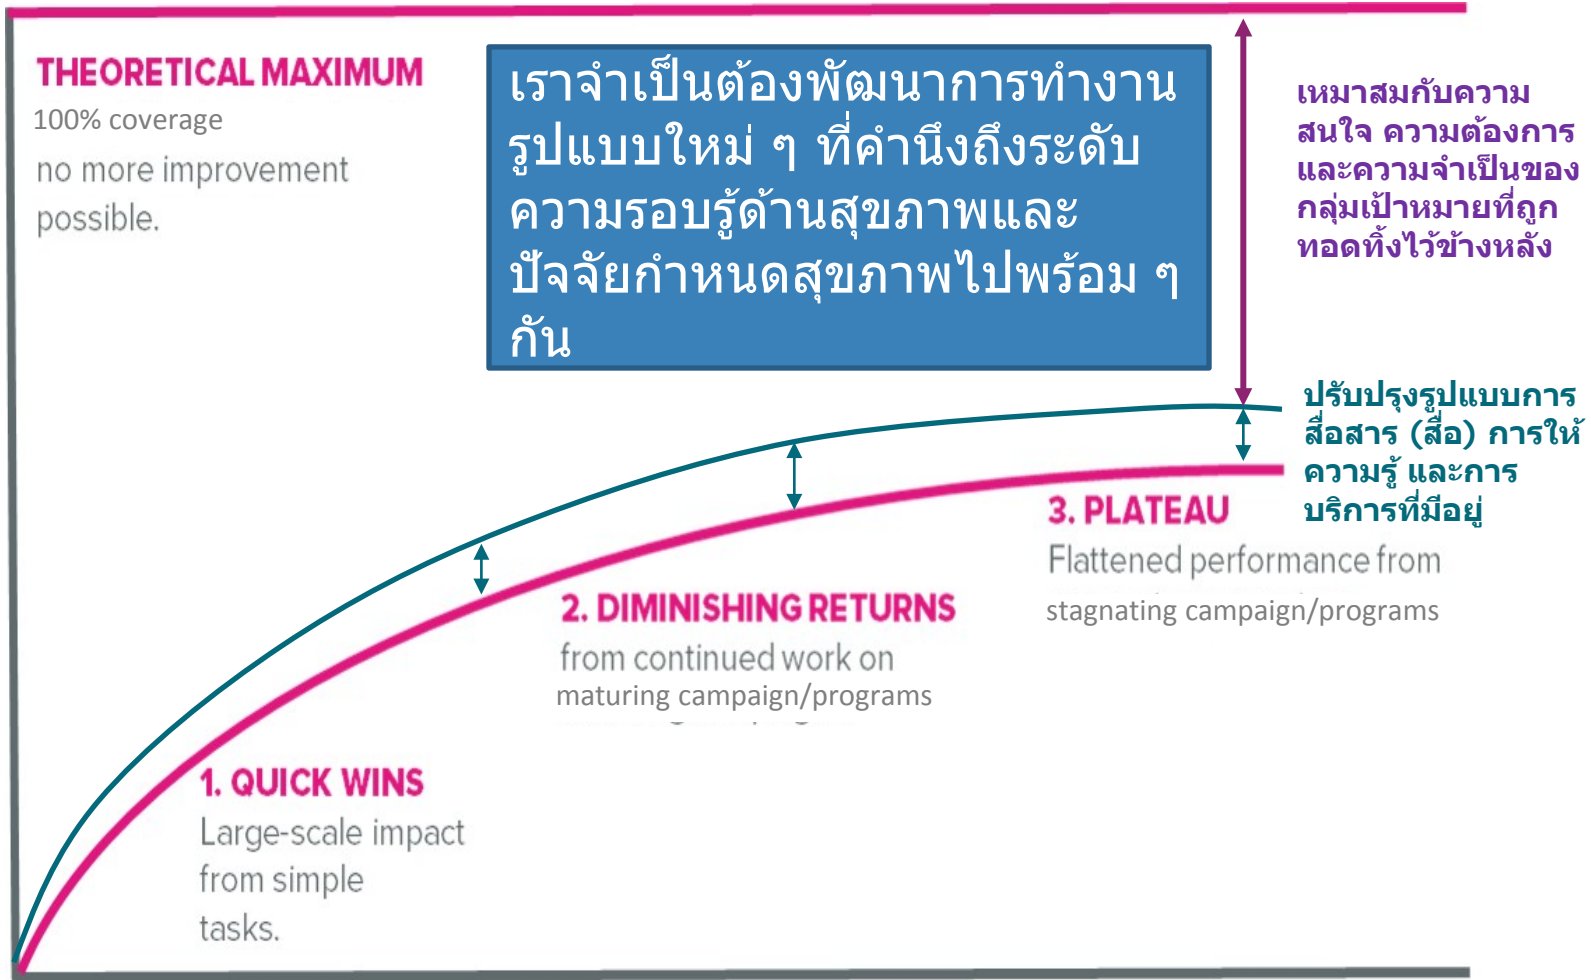 THEORETICAL MAXIMUM
100% coverage
no more improvement
possible.
เราจำเป็นต้องพัฒนาการทำงาน
รูปแบบใหม่ ๆ ที่คำนึงถึงระดับ
ความรอบรู้ด้านสุขภาพและ
ปัจจัยกำหนดสุขภาพไปพร้อม ๆ
กัน
เหมาสมกับความ
สนใจ ความต้องการ
และความจำเป็นของ
กลุ่มเป้าหมายที่ถูก
ทอดทิ้งไว้ข้างหลัง
ปรับปรุงรูปแบบการ
สื่อสาร (สื่อ) การให้
ความรู้ และการ
บริการที่มีอยู่
3. PLATEAU
Flattened performance from
stagnating campaign/programs
2. DIMINISHING RETURNS
from continued work on
maturing campaign/programs
1. QUICK WINS
Large-scale impact
from simple
tasks.